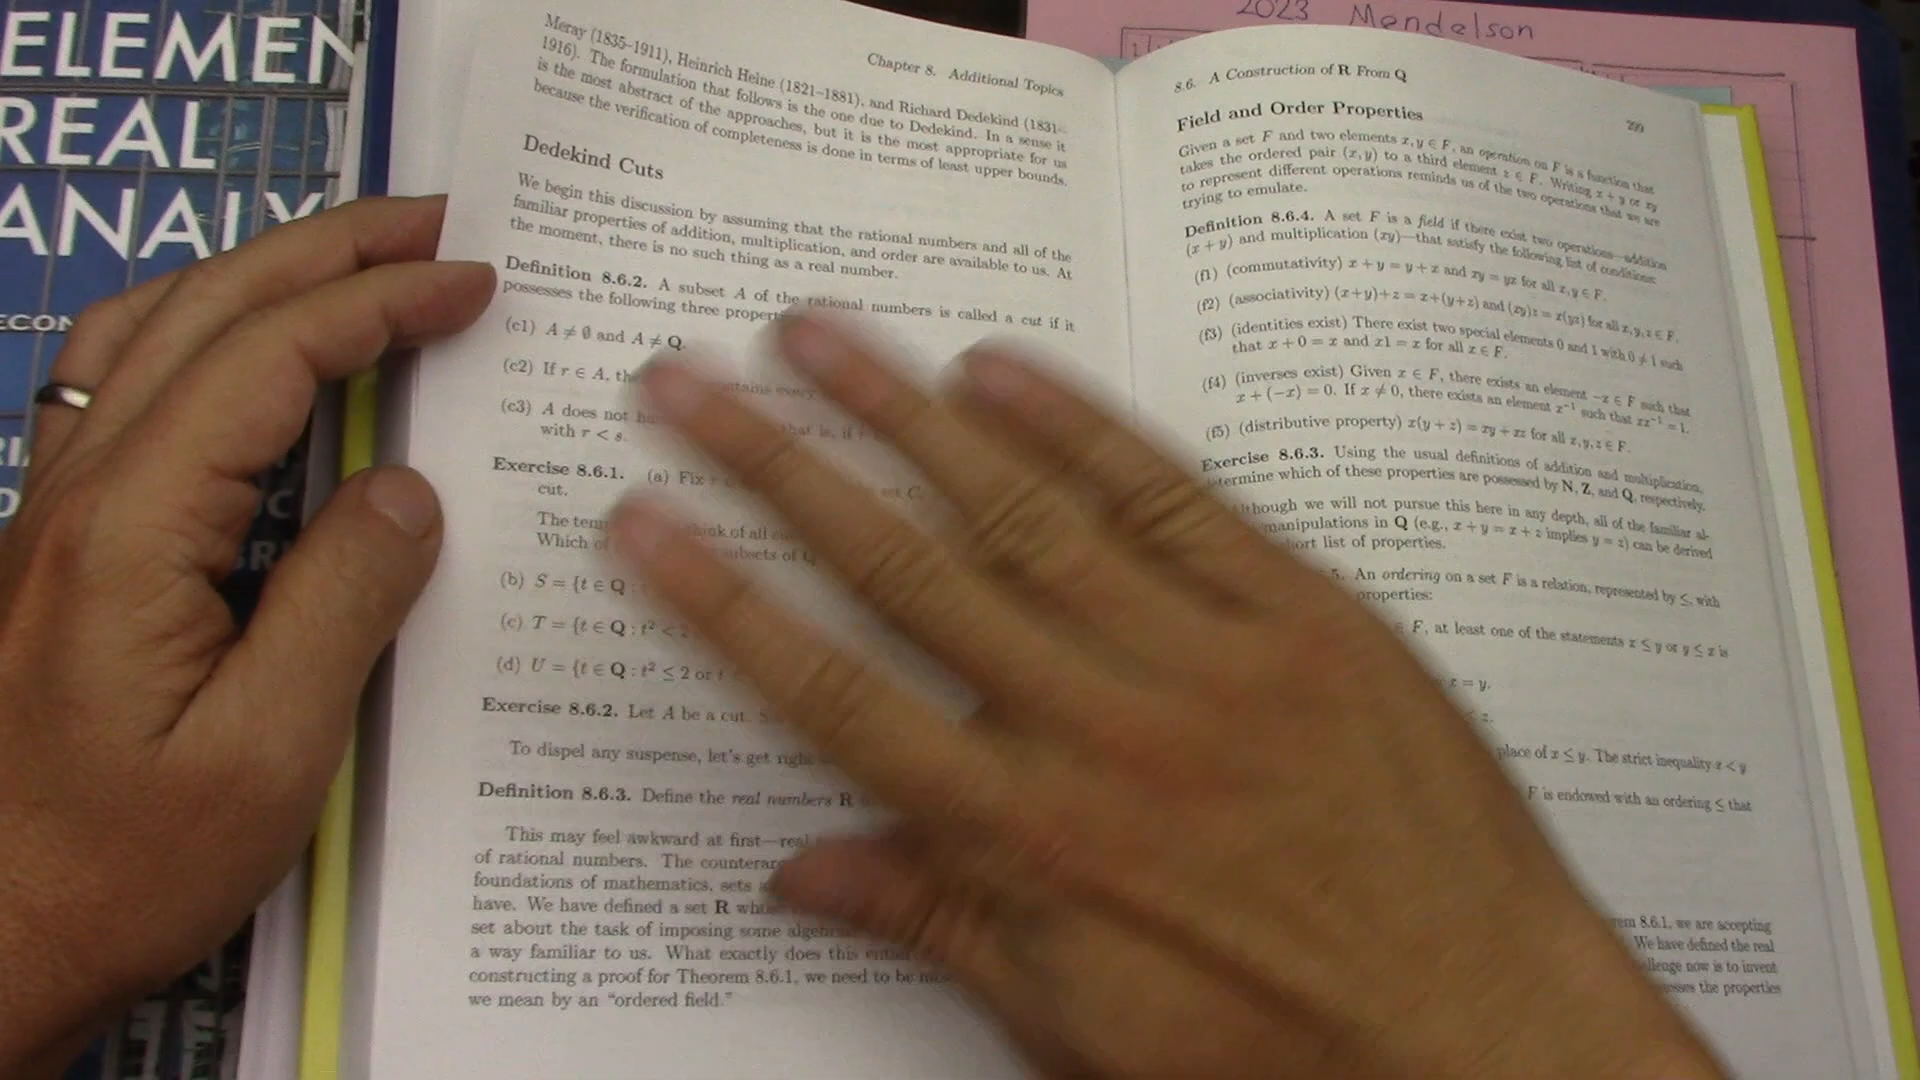 ELEMEN
REAL
ANALY
ECON
2023 Mendelson
Chapter 8. Additional Topics
Meray (1835–1911), Heinrich Heine (1821–1881), and Richard Dedekind (1831–
1916). The formulation that follows is the one due to Dedekind. In a sense it
is the most abstract of the approaches, but it is the most appropriate for us
because the verification of completeness is done in terms of least upper bounds.
Dedekind Cuts
We begin this discussion by assuming that the rational numbers and all of the
familiar properties of addition, multiplication, and order are available to us. At
the moment, there is no such thing as a real number.
Definition 8.6.2. A subset A of the rational numbers is called a cut if it
possesses the following three
(c1) A ≠ ∅ and A ≠ Q.
(c2) If r ∈ A,
(c3) A does not that is, if
with r < s.
Exercise 8.6.1. (a) Fix
cut.
The think of all
Which subsets of
(b) S = {t ∈ Q :
(c) T = {t ∈ Q : t² <
(d) U = {t ∈ Q : t² ≤ 2 or
Exercise 8.6.2. Let A be a cut.
To dispel any suspense, let's get right
Definition 8.6.3. Define the real numbers R
This may feel awkward at first—real
of rational numbers. The
foundations of mathematics, sets
have. We have defined a set R
set about the task of imposing some
a way familiar to us. What exactly does this
constructing a proof for Theorem 8.6.1, we need to be
we mean by an “ordered field.”
8.6. A Construction of R From Q
299
Field and Order Properties
Given a set F and two elements x, y ∈ F, an operation on F is a function that
takes the ordered pair (x, y) to a third element z ∈ F. Writing x + y or xy
to represent different operations reminds us of the two operations that we are
trying to emulate.
Definition 8.6.4. A set F is a field if there exist two operations—addition
(x + y) and multiplication (xy)—that satisfy the following list of conditions:
(f1) (commutativity) x + y = y + x and xy = yx for all x, y ∈ F.
(f2) (associativity) (x+y)+z = x+(y+z) and (xy)z = x(yz) for all x, y, z ∈ F.
(f3) (identities exist) There exist two special elements 0 and 1 with 0 ≠ 1 such
that x + 0 = x and x1 = x for all x ∈ F.
(f4) (inverses exist) Given x ∈ F, there exists an element −x ∈ F such that
x + (−x) = 0. If x ≠ 0, there exists an element x⁻¹ such that xx⁻¹ = 1.
(f5) (distributive property) x(y + z) = xy + xz for all x, y, z ∈ F.
Exercise 8.6.3. Using the usual definitions of addition and multiplication,
termine which of these properties are possessed by N, Z, and Q, respectively.
though we will not pursue this here in any depth, all of the familiar al-
manipulations in Q (e.g., x + y = x + z implies y = z) can be derived
ort list of properties.
5. An ordering on a set F is a relation, represented by ≤, with
properties:
∈ F, at least one of the statements x ≤ y or y ≤ x is
x = y.
≤ z.
place of x ≤ y. The strict inequality x < y
F is endowed with an ordering ≤ that
rem 8.6.1, we are accepting
We have defined the real
llenge now is to invent
sses the properties